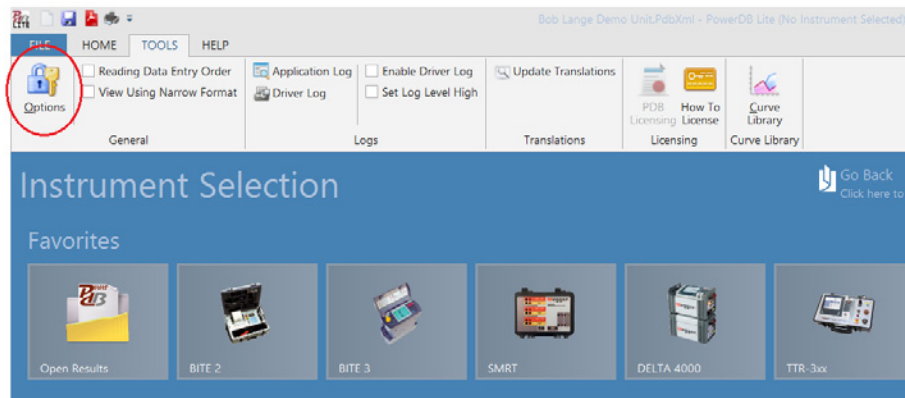 Bob Lange Demo Unit.PdbXml - PowerDB Lite (No Instrument Selected)
FILE HOME TOOLS HELP
Options
Reading Data Entry Order
View Using Narrow Format
General
Application Log
Driver Log
Enable Driver Log
Set Log Level High
Logs
Update Translations
Translations
PDB
Licensing
How To
License
Licensing
Curve
Library
Curve Library
Instrument Selection
Go Back
Click here to
Favorites
Open Results
BITE 2
BITE 3
SMRT
DELTA 4000
TTR-3xx